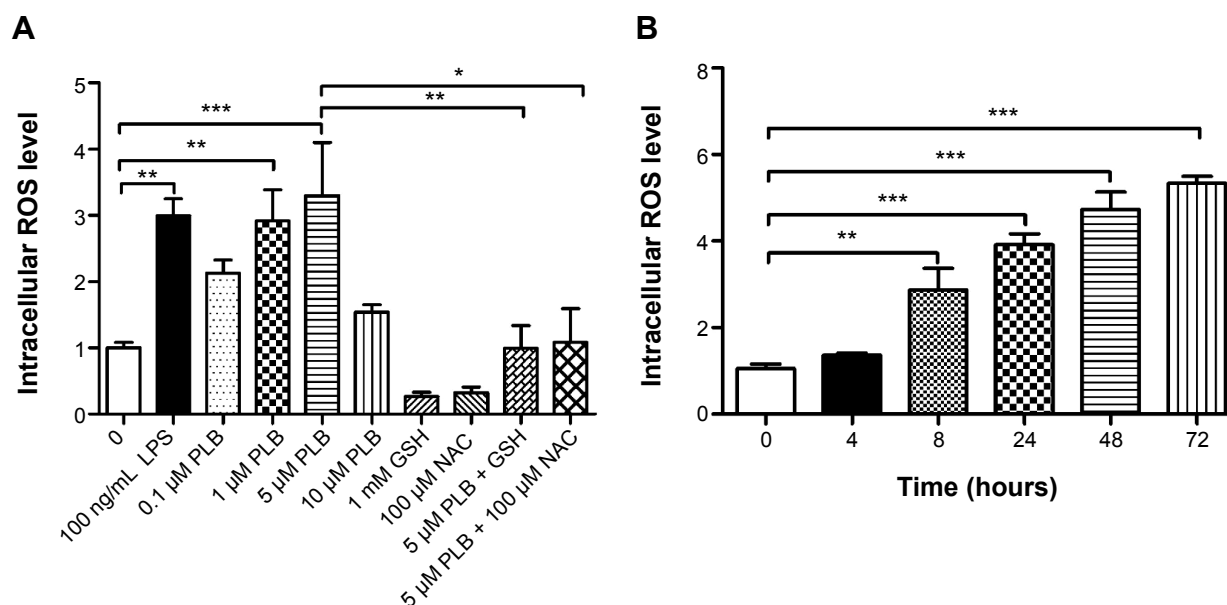 A
Intracellular ROS level
5
4
3
2
1
0
*
**
***
**
**
0
100 ng/mL LPS
0.1 µM PLB
1 µM PLB
5 µM PLB
10 µM PLB
1 mM GSH
100 µM NAC
5 µM PLB + GSH
5 µM PLB + 100 µM NAC
B
Intracellular ROS level
8
6
4
2
0
***
***
***
**
0 4 8 24 48 72
Time (hours)